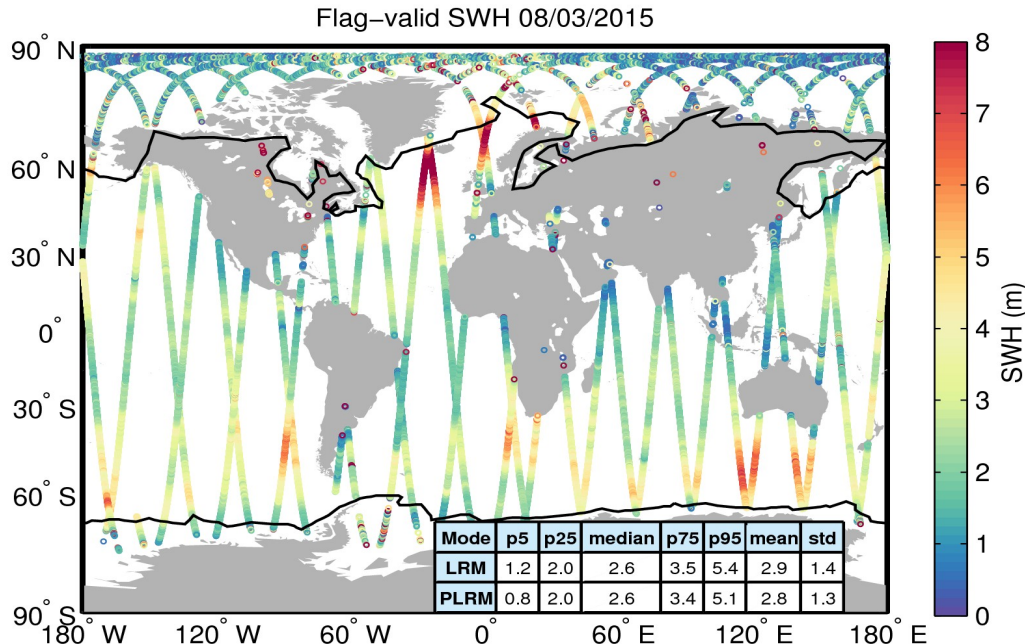 Flag-valid SWH 08/03/2015
90° N
60° N
30° N
0°
30° S
60° S
90° S
180° W 120° W 60° W 0° 60° E 120° E 180° E
Mode p5 p25 median p75 p95 mean std
LRM 1.2 2.0 2.6 3.5 5.4 2.9 1.4
PLRM 0.8 2.0 2.6 3.4 5.1 2.8 1.3
8
7
6
5
4
3
2
1
0
SWH (m)